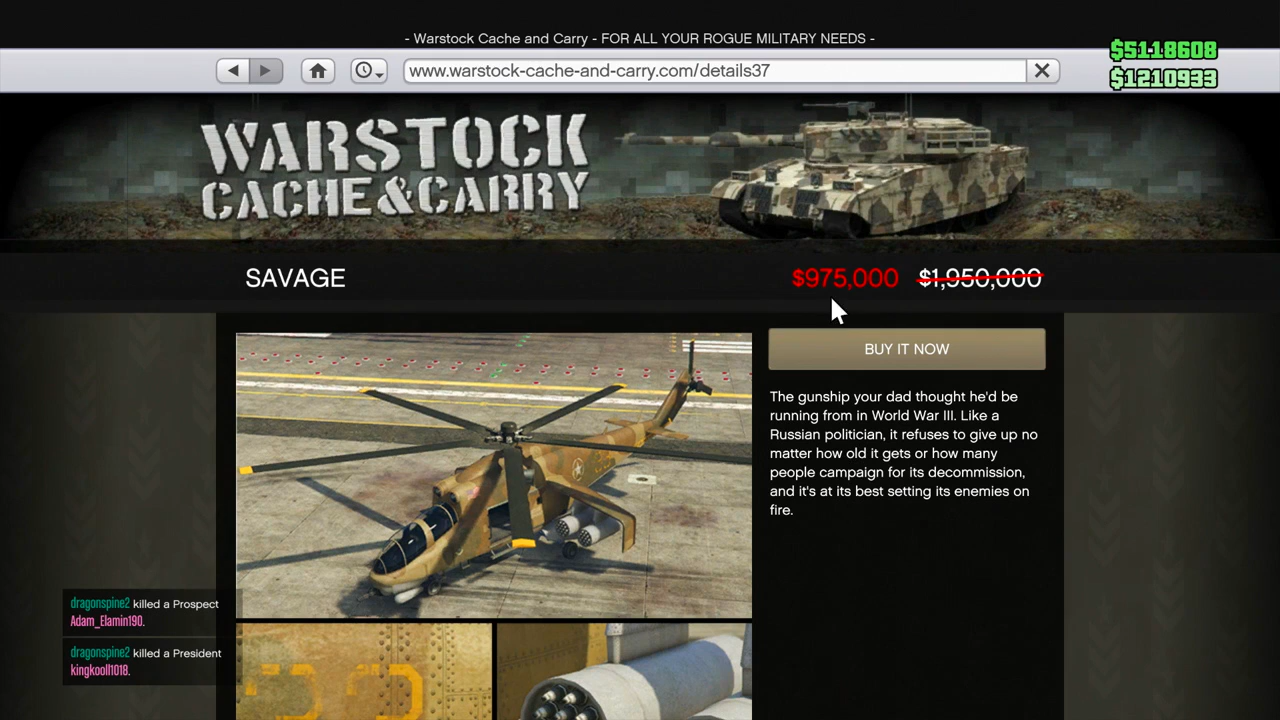 - Warstock Cache and Carry - FOR ALL YOUR ROGUE MILITARY NEEDS -
$5118608
www.warstock-cache-and-carry.com/details37
$1210933
WARSTOCK
CACHE&CARRY
SAVAGE
$975,000 $1,950,000
BUY IT NOW
The gunship your dad thought he'd be
running from in World War III. Like a
Russian politician, it refuses to give up no
matter how old it gets or how many
people campaign for its decommission,
and it's at its best setting its enemies on
fire.
dragonspine2 killed a Prospect
Adam_Elamin190.
dragonspine2 killed a President
kingkooll1018.